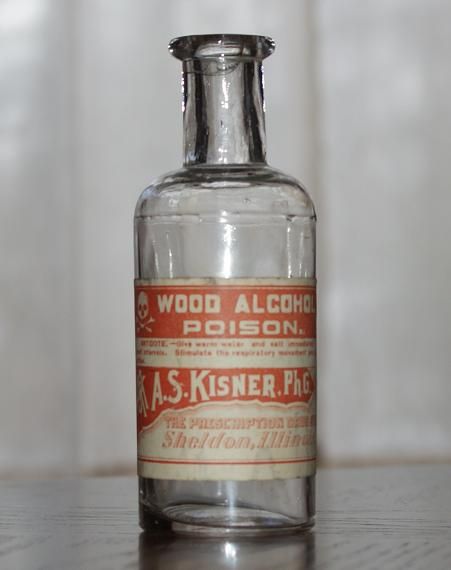 WOOD ALCOHOL
POISON.
ANTIDOTE.—Give warm water and salt
intervals. Stimulate the respiratory movement
A.S. KISNER, Ph.G
THE PRESCRIPTION
Sheldon, Illinois